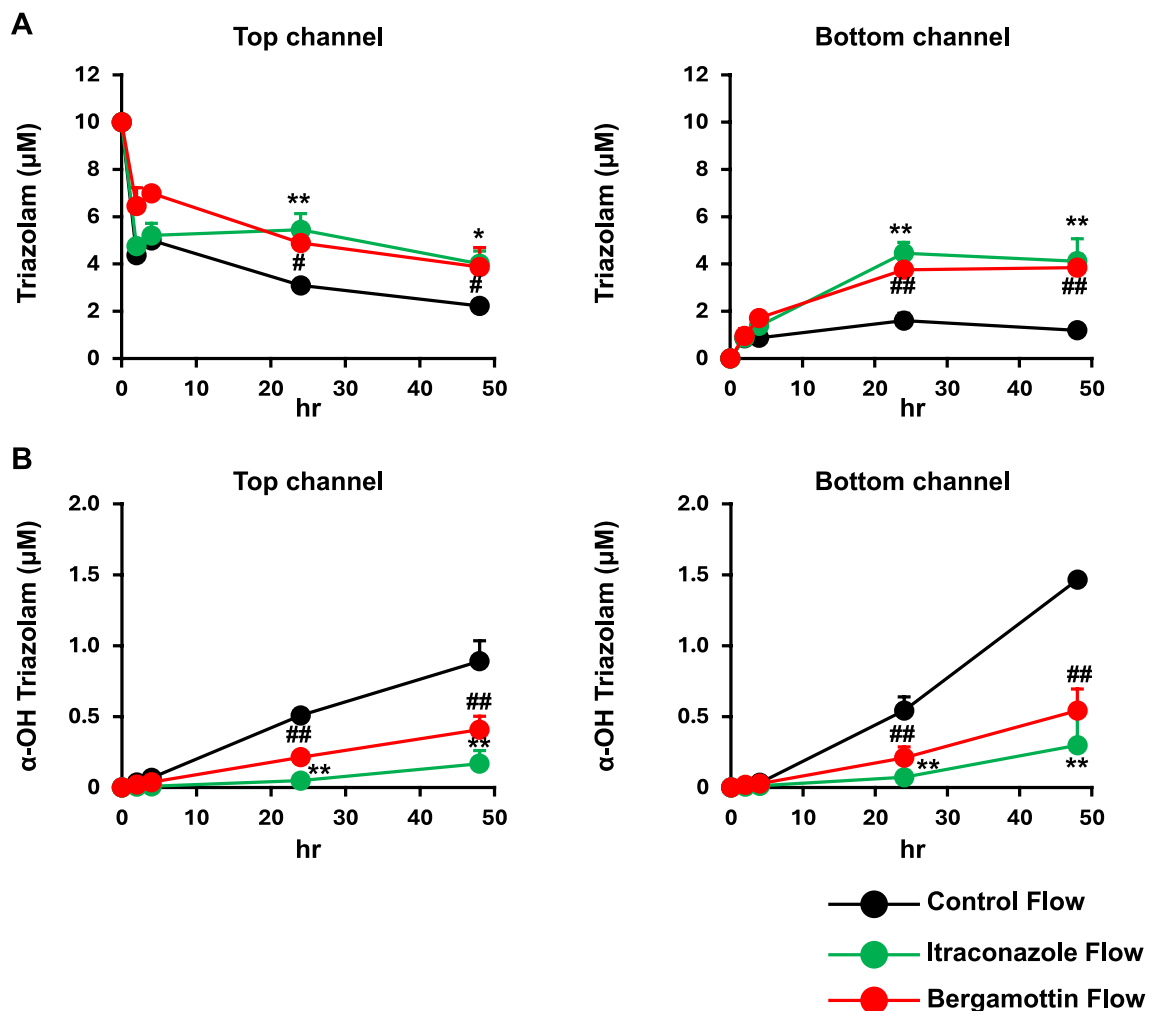 A
Top channel
Bottom channel
Triazolam (μM)
12
10
8
6
4
2
0
**
*
#
#
0 10 20 30 40 50
hr
Triazolam (μM)
12
10
8
6
4
2
0
**
**
##
##
0 10 20 30 40 50
hr
B
Top channel
Bottom channel
α-OH Triazolam (μM)
2.0
1.5
1.0
0.5
0
##
##
**
**
0 10 20 30 40 50
hr
α-OH Triazolam (μM)
2.0
1.5
1.0
0.5
0
##
##
**
**
0 10 20 30 40 50
hr
Control Flow
Itraconazole Flow
Bergamottin Flow